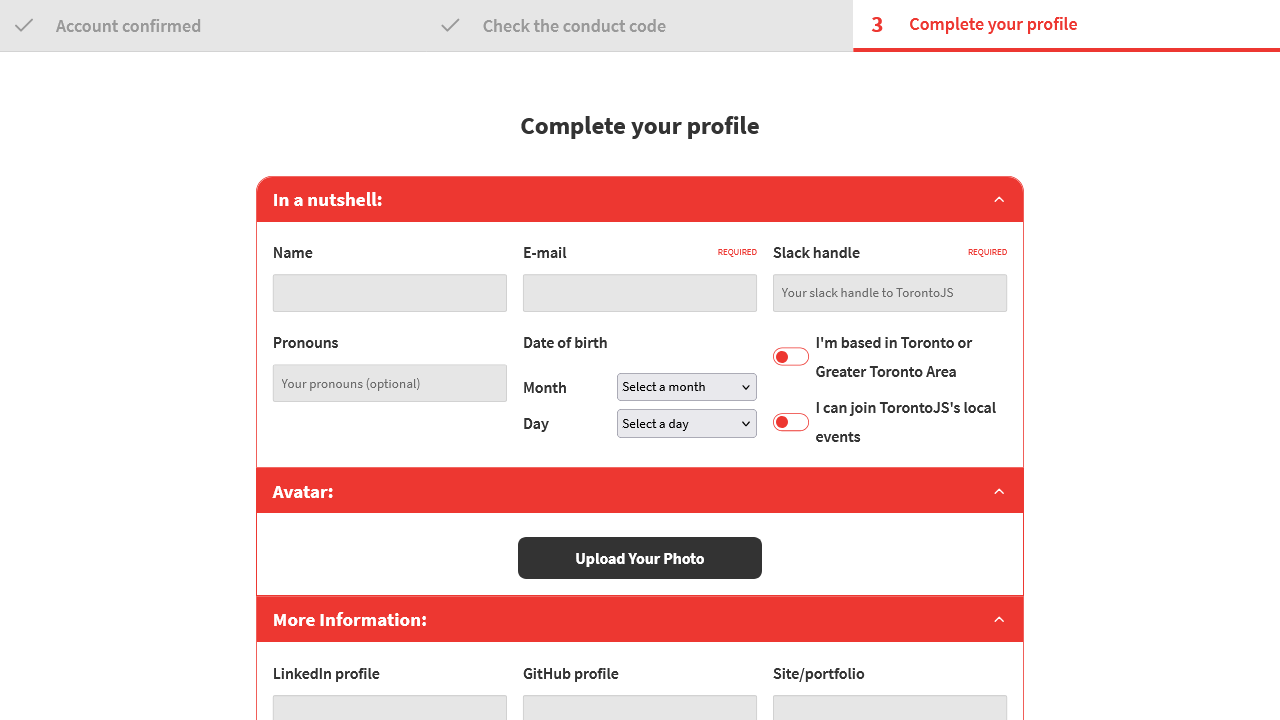 Account confirmed
Check the conduct code
3 Complete your profile
Complete your profile
In a nutshell:
Name
E-mail REQUIRED
Slack handle REQUIRED
Your slack handle to TorontoJS
Pronouns
Your pronouns (optional)
Date of birth
Month Select a month
Day Select a day
I'm based in Toronto or
Greater Toronto Area
I can join TorontoJS's local
events
Avatar:
Upload Your Photo
More Information:
LinkedIn profile
GitHub profile
Site/portfolio